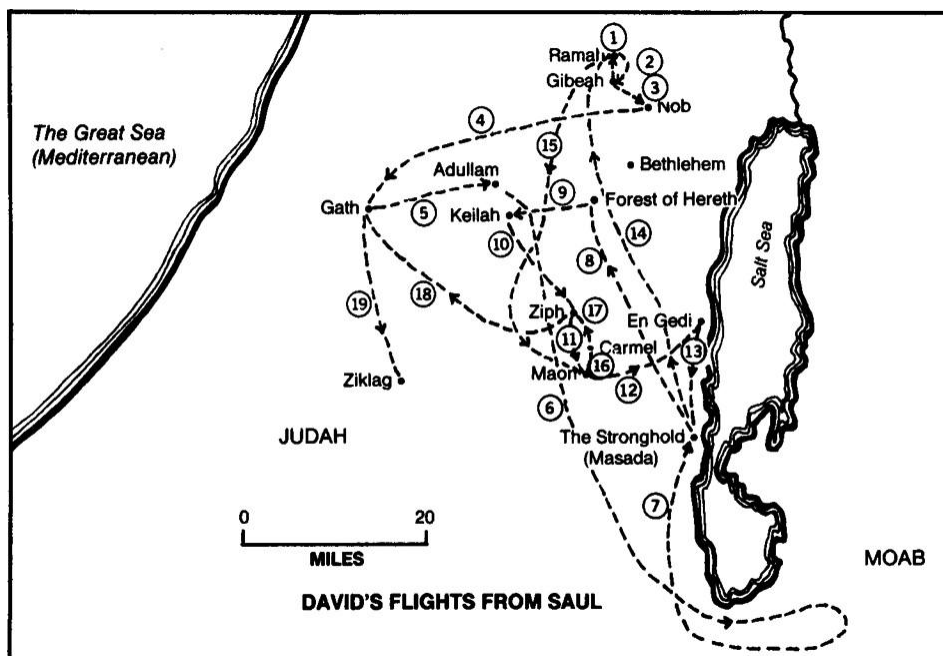 1
Ramah
2
Gibeah
3
Nob
4
The Great Sea
(Mediterranean)
15
Bethlehem
Adullam
9
Forest of Hereth
Gath
5
Keilah
10
14
8
Salt Sea
19
18
Ziph
17
En Gedi
11
Carmel
13
Ziklag
Maon
16
12
6
JUDAH
The Stronghold
(Masada)
7
0 20
MILES
MOAB
DAVID'S FLIGHTS FROM SAUL